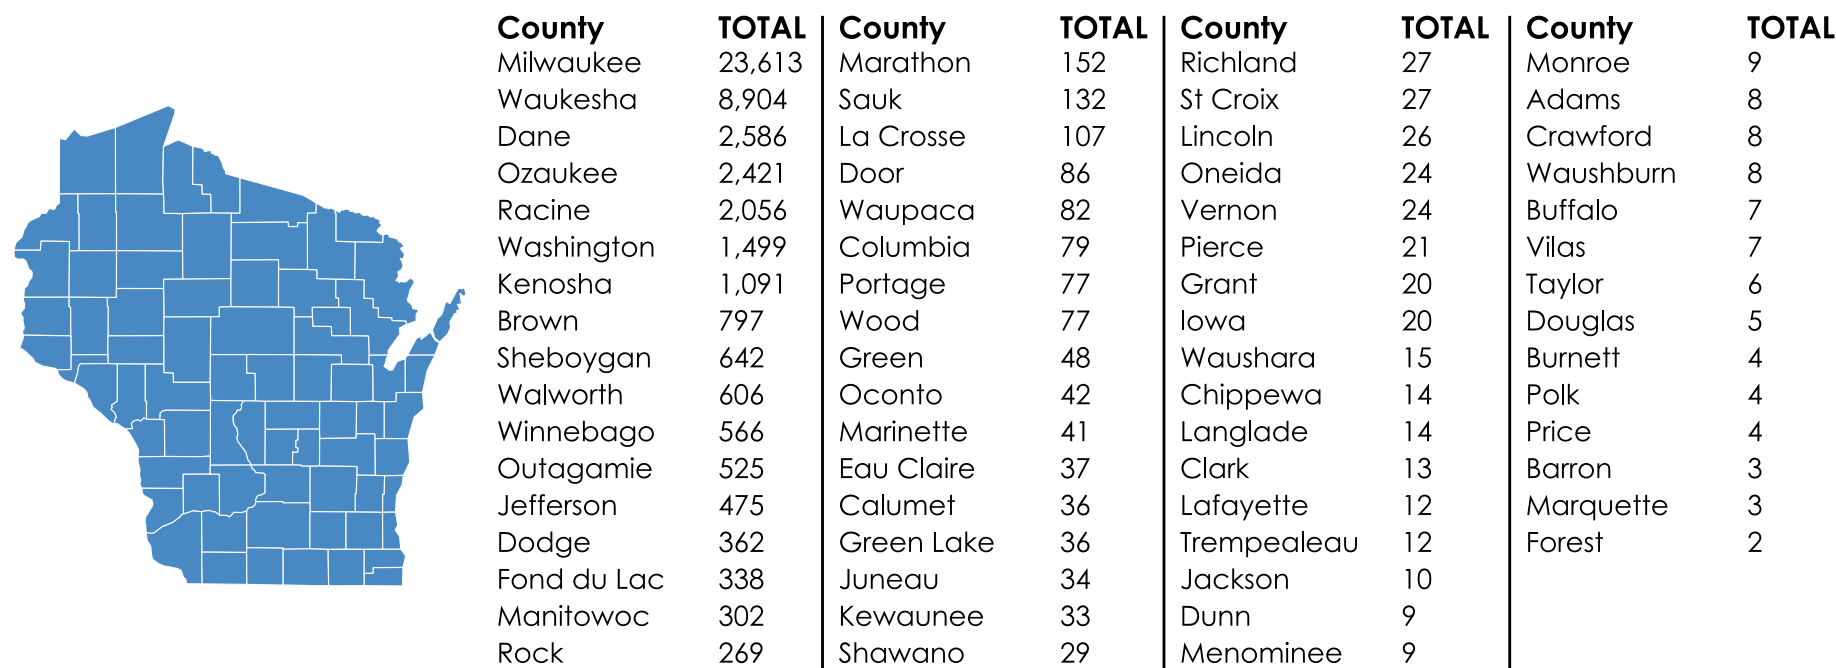 County TOTAL
Milwaukee 23,613
Waukesha 8,904
Dane 2,586
Ozaukee 2,421
Racine 2,056
Washington 1,499
Kenosha 1,091
Brown 797
Sheboygan 642
Walworth 606
Winnebago 566
Outagamie 525
Jefferson 475
Dodge 362
Fond du Lac 338
Manitowoc 302
Rock 269
County TOTAL
Marathon 152
Sauk 132
La Crosse 107
Door 86
Waupaca 82
Columbia 79
Portage 77
Wood 77
Green 48
Oconto 42
Marinette 41
Eau Claire 37
Calumet 36
Green Lake 36
Juneau 34
Kewaunee 33
Shawano 29
County TOTAL
Richland 27
St Croix 27
Lincoln 26
Oneida 24
Vernon 24
Pierce 21
Grant 20
Iowa 20
Waushara 15
Chippewa 14
Langlade 14
Clark 13
Lafayette 12
Trempealeau 12
Jackson 10
Dunn 9
Menominee 9
County TOTAL
Monroe 9
Adams 8
Crawford 8
Waushburn 8
Buffalo 7
Vilas 7
Taylor 6
Douglas 5
Burnett 4
Polk 4
Price 4
Barron 3
Marquette 3
Forest 2